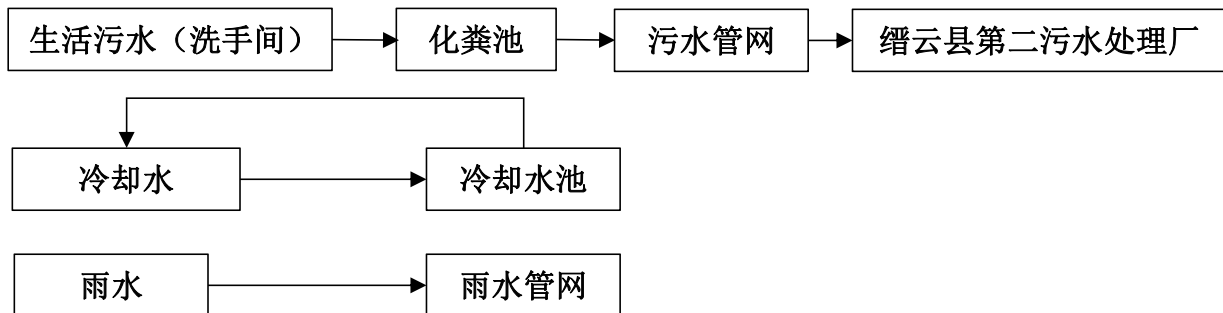 生活污水（洗手间）
化粪池
污水管网
缙云县第二污水处理厂
冷却水
冷却水池
雨水
雨水管网